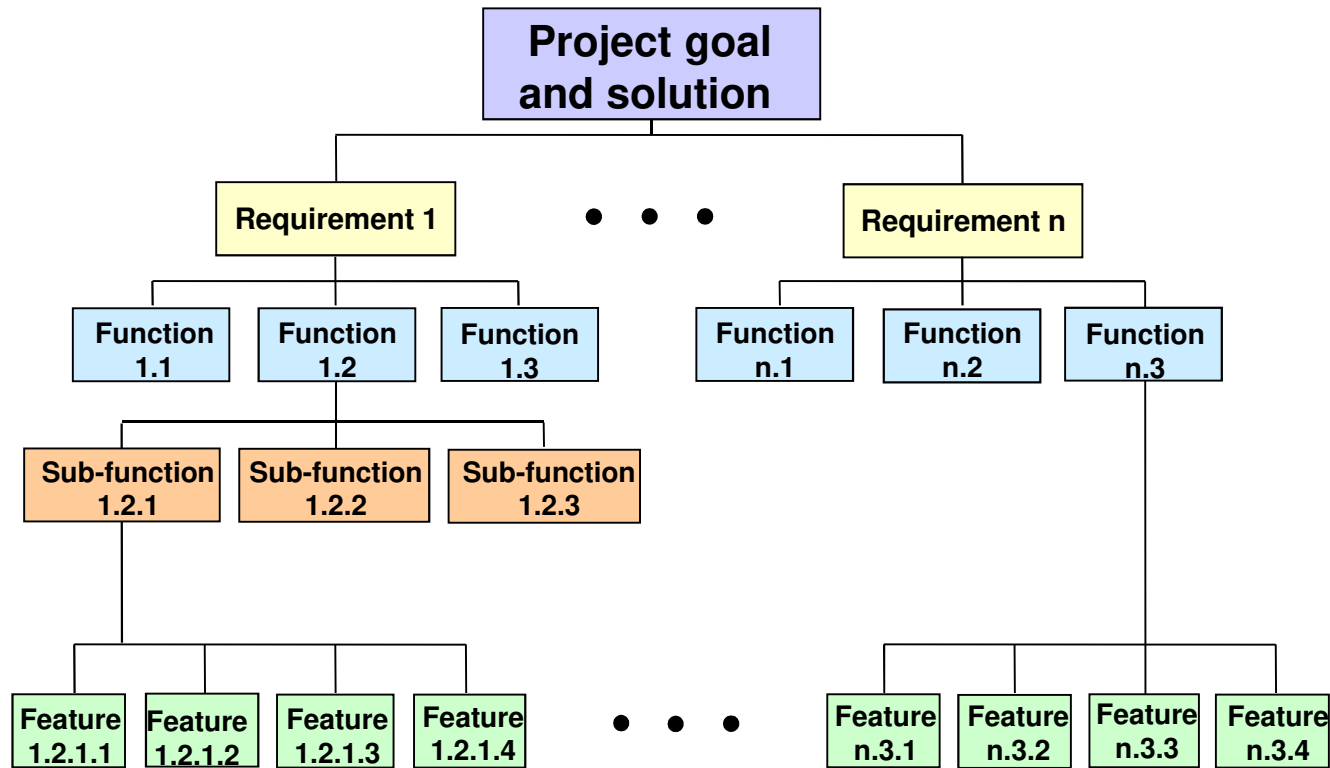 Project goal
and solution
Requirement 1
• • •
Requirement n
Function
1.1
Function
1.2
Function
1.3
Function
n.1
Function
n.2
Function
n.3
Sub-function
1.2.1
Sub-function
1.2.2
Sub-function
1.2.3
Feature
1.2.1.1
Feature
1.2.1.2
Feature
1.2.1.3
Feature
1.2.1.4
• • •
Feature
n.3.1
Feature
n.3.2
Feature
n.3.3
Feature
n.3.4